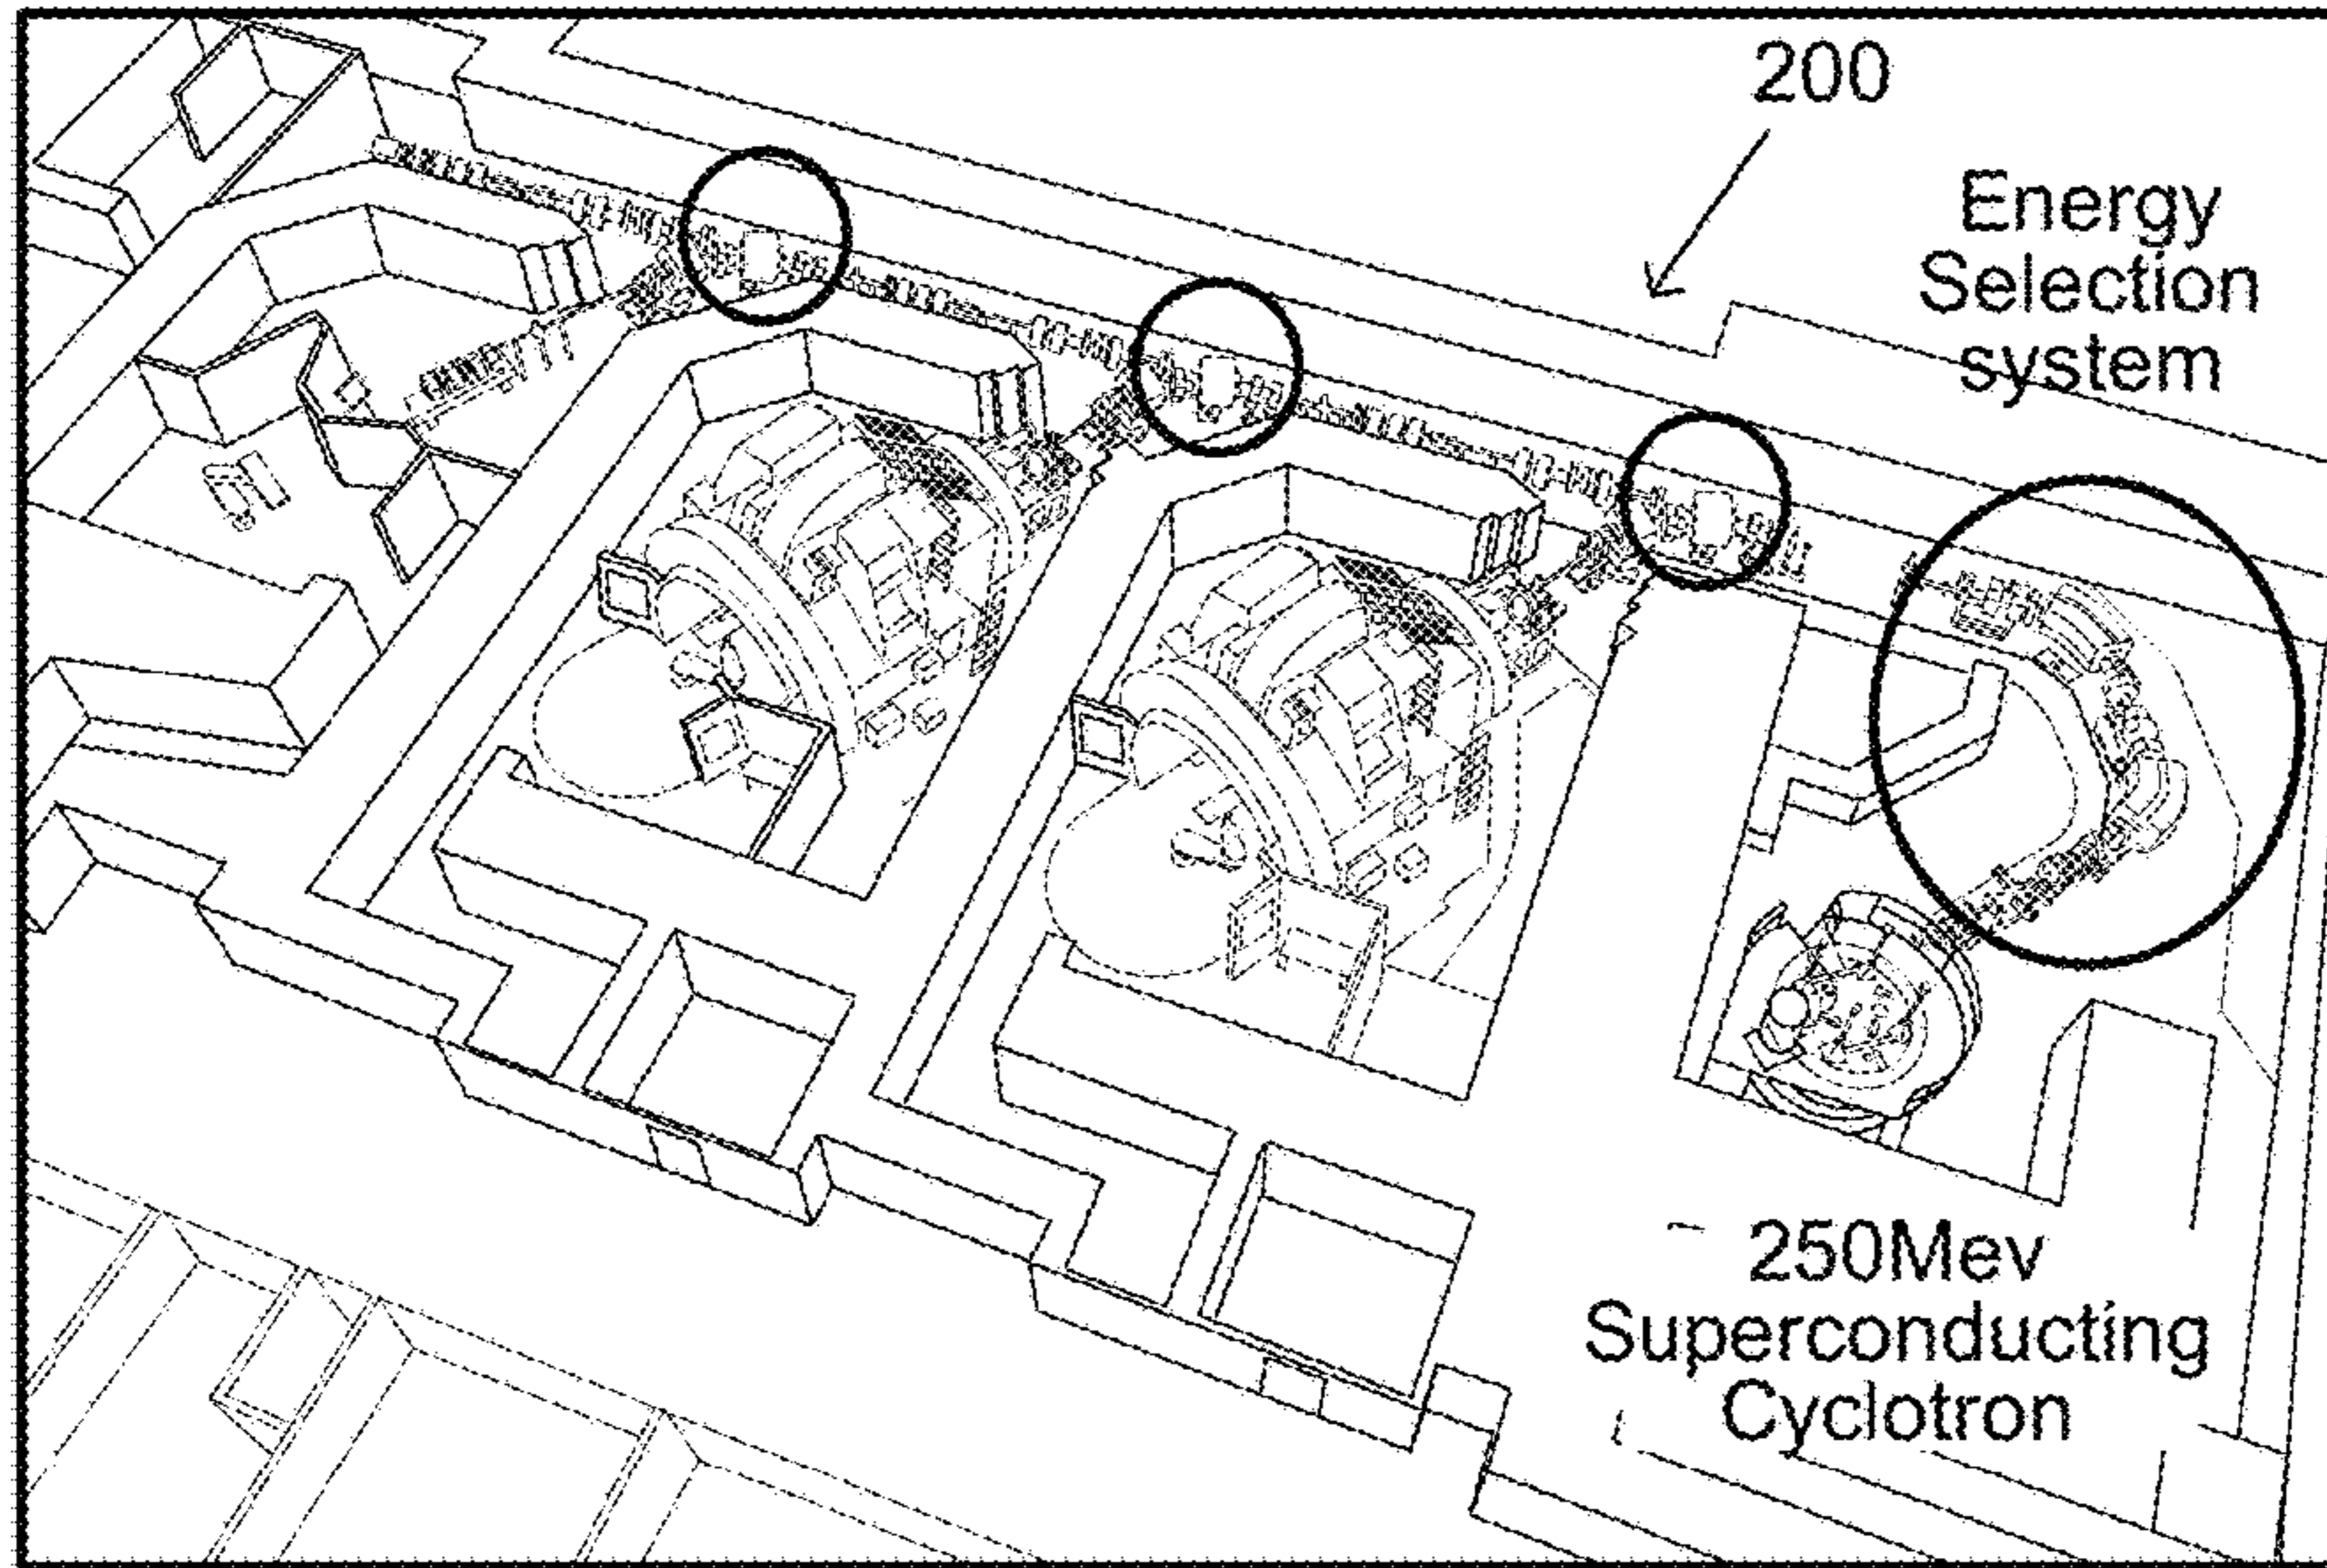 200
Energy
Selection
system
250Mev
Superconducting
Cyclotron